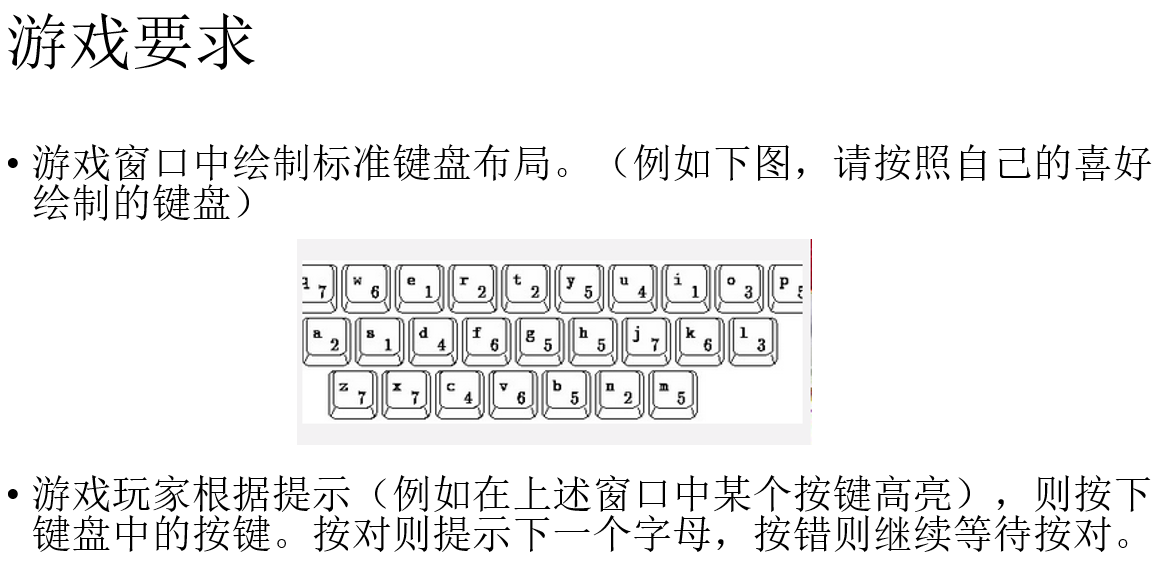 游戏要求
• 游戏窗口中绘制标准键盘布局。（例如下图，请按照自己的喜好
绘制的键盘）
7 w 6 e 1 r 2 t 2 y 5 u 4 i 1 o 3 p 5
a 2 s 1 d 4 f 6 g 5 h 5 j 7 k 6 l 3
z 7 x 7 c 4 v 6 b 5 n 2 m 5
• 游戏玩家根据提示（例如在上述窗口中某个按键高亮），则按下
键盘中的按键。按对则提示下一个字母，按错则继续等待按对。